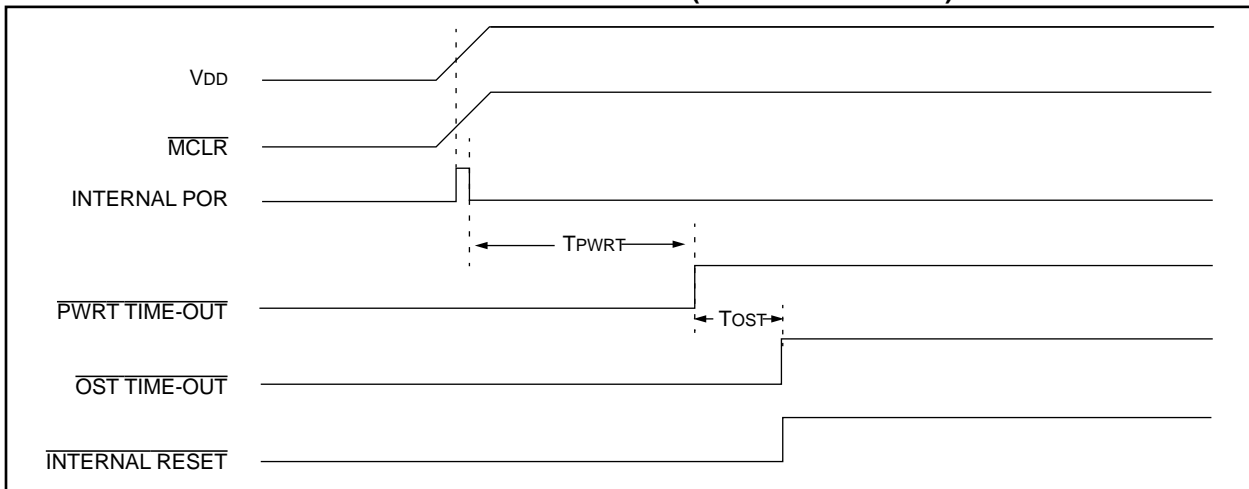 VDD
MCLR
INTERNAL POR
TPWRT
PWRT TIME-OUT
TOST
OST TIME-OUT
INTERNAL RESET